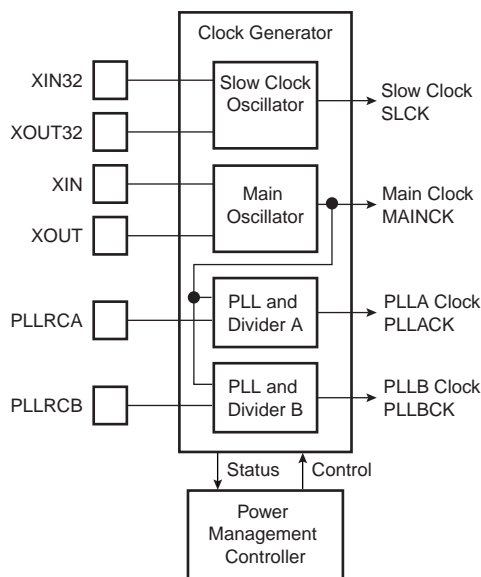 Clock Generator
XIN32
Slow Clock
Oscillator
Slow Clock
SLCK
XOUT32
XIN
Main
Oscillator
Main Clock
MAINCK
XOUT
PLLRCA
PLL and
Divider A
PLLA Clock
PLLACK
PLLRCB
PLL and
Divider B
PLLB Clock
PLLBCK
Status
Control
Power
Management
Controller